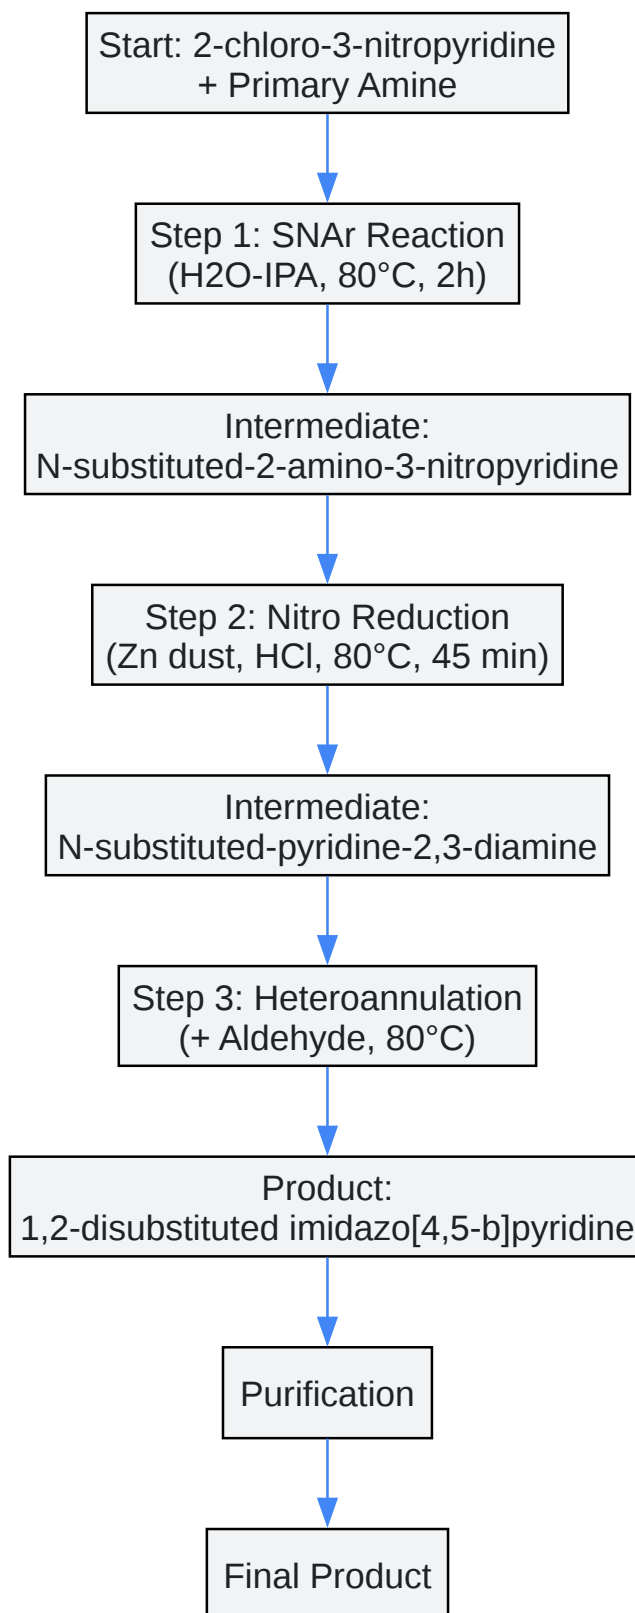 Start: 2-chloro-3-nitropyridine
+ Primary Amine
Step 1: SNAr Reaction
(H2O-IPA, 80°C, 2h)
Intermediate:
N-substituted-2-amino-3-nitropyridine
Step 2: Nitro Reduction
(Zn dust, HCl, 80°C, 45 min)
Intermediate:
N-substituted-pyridine-2,3-diamine
Step 3: Heteroannulation
(+ Aldehyde, 80°C)
Product:
1,2-disubstituted imidazo[4,5-b]pyridine
Purification
Final Product